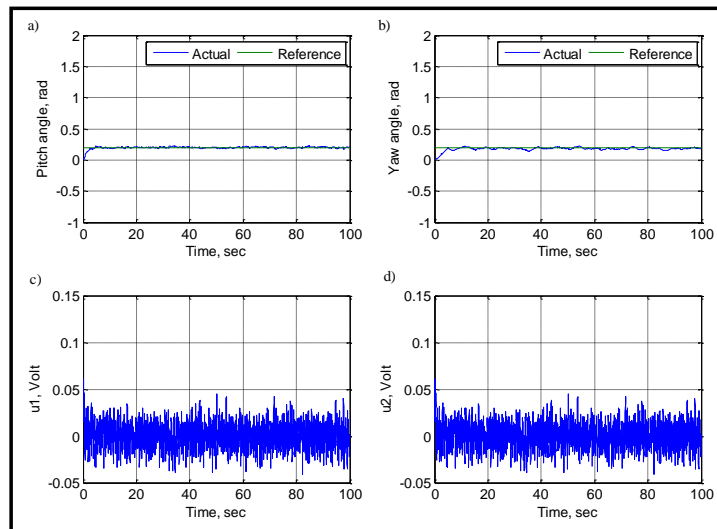 a)
b)
2
1.5
1
0.5
0
-0.5
-1
Pitch angle, rad
Actual
Reference
0 20 40 60 80 100
Time, sec
2
1.5
1
0.5
0
-0.5
-1
Yaw angle, rad
Actual
Reference
0 20 40 60 80 100
Time, sec
c)
d)
0.15
0.1
0.05
0
-0.05
u1, Volt
0 20 40 60 80 100
Time, sec
0.15
0.1
0.05
0
-0.05
u2, Volt
0 20 40 60 80 100
Time, sec